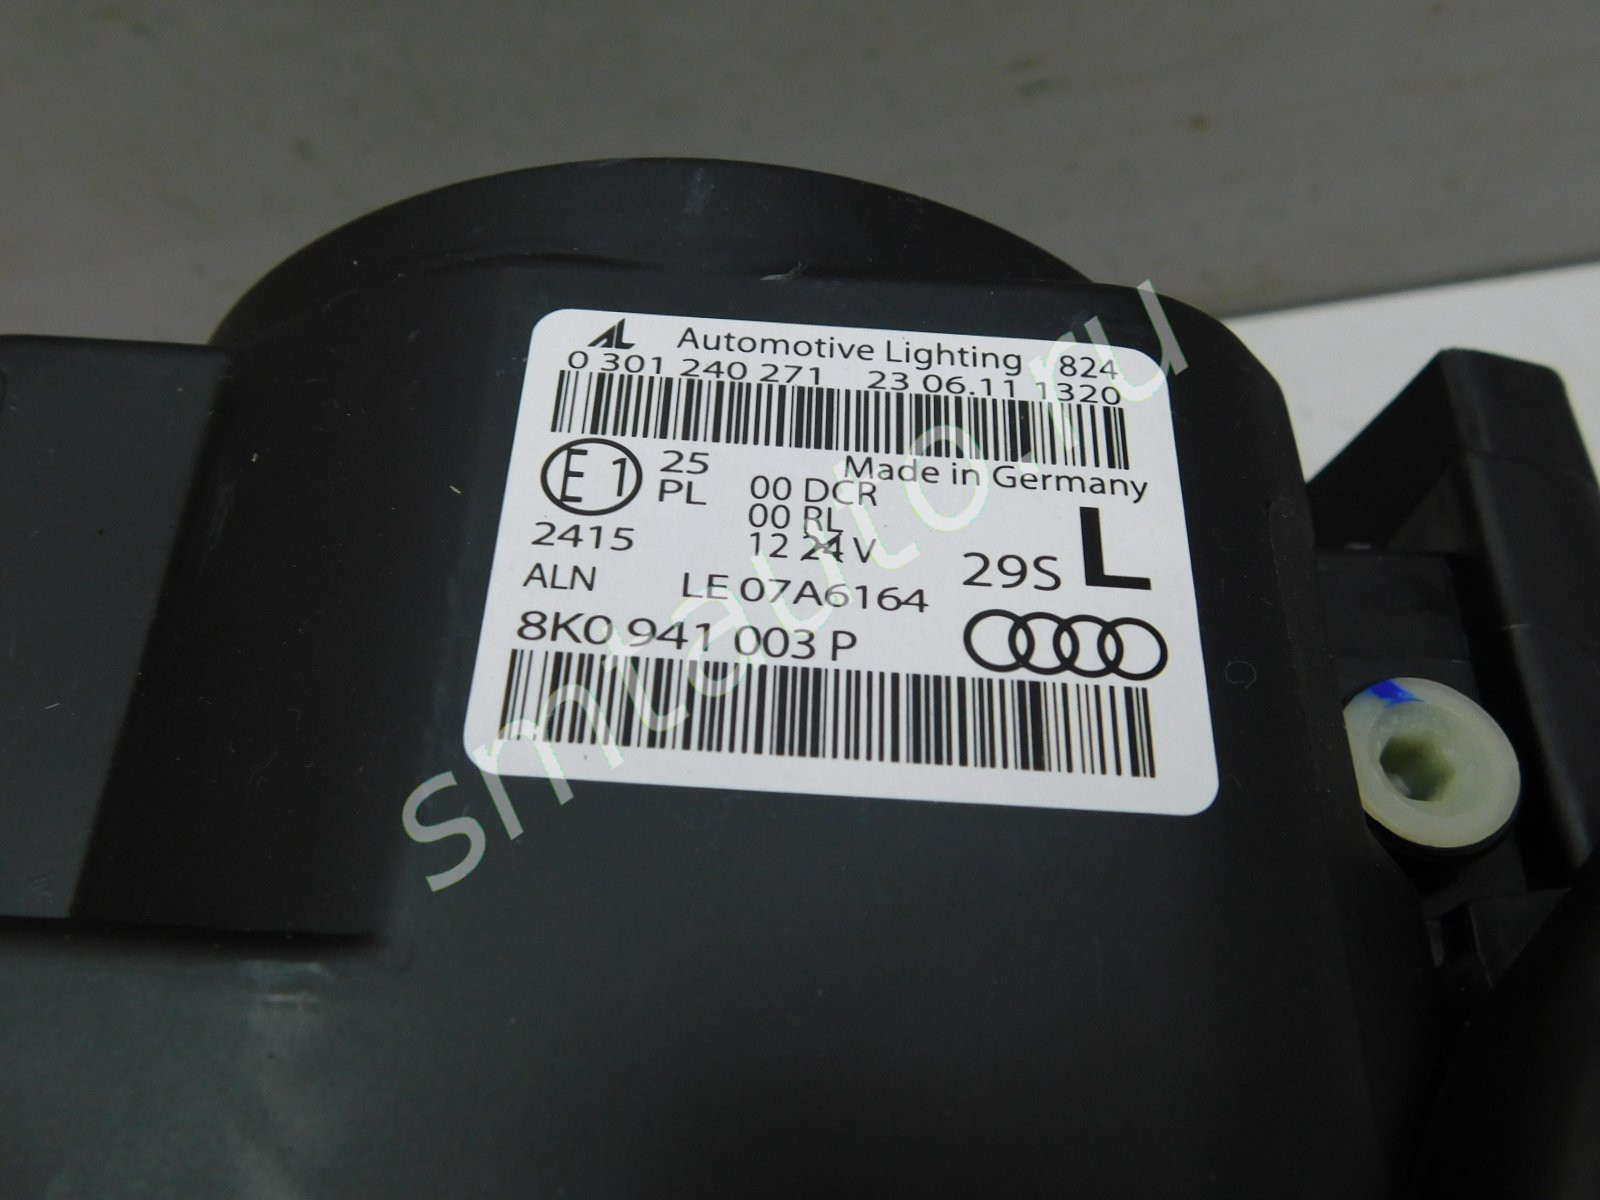 AL Automotive Lighting 824
0 301 240 271 23 06.11 1320
Made in Germany
E1 25 00 DCR
PL 00 RL
2415 12 24 V
29S L
ALN LE 07A6164
8K0 941 003 P
smtauto.ru